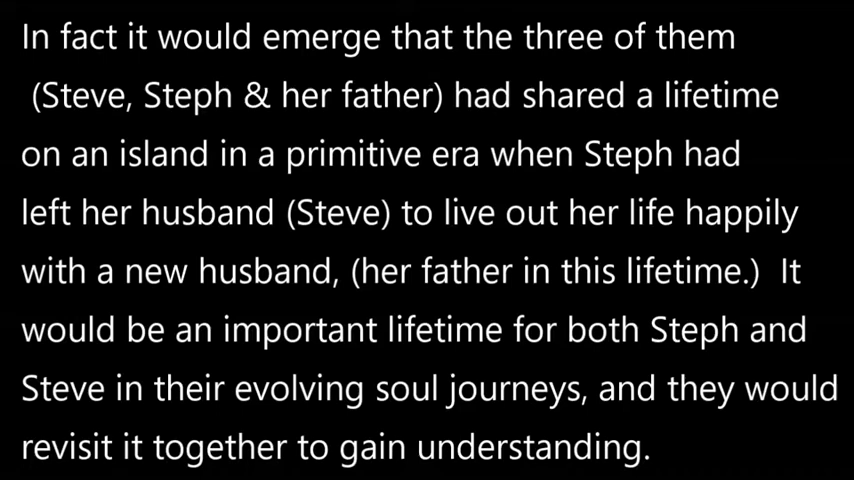 In fact it would emerge that the three of them
(Steve, Steph & her father) had shared a lifetime
on an island in a primitive era when Steph had
left her husband (Steve) to live out her life happily
with a new husband, (her father in this lifetime.)  It
would be an important lifetime for both Steph and
Steve in their evolving soul journeys, and they would
revisit it together to gain understanding.